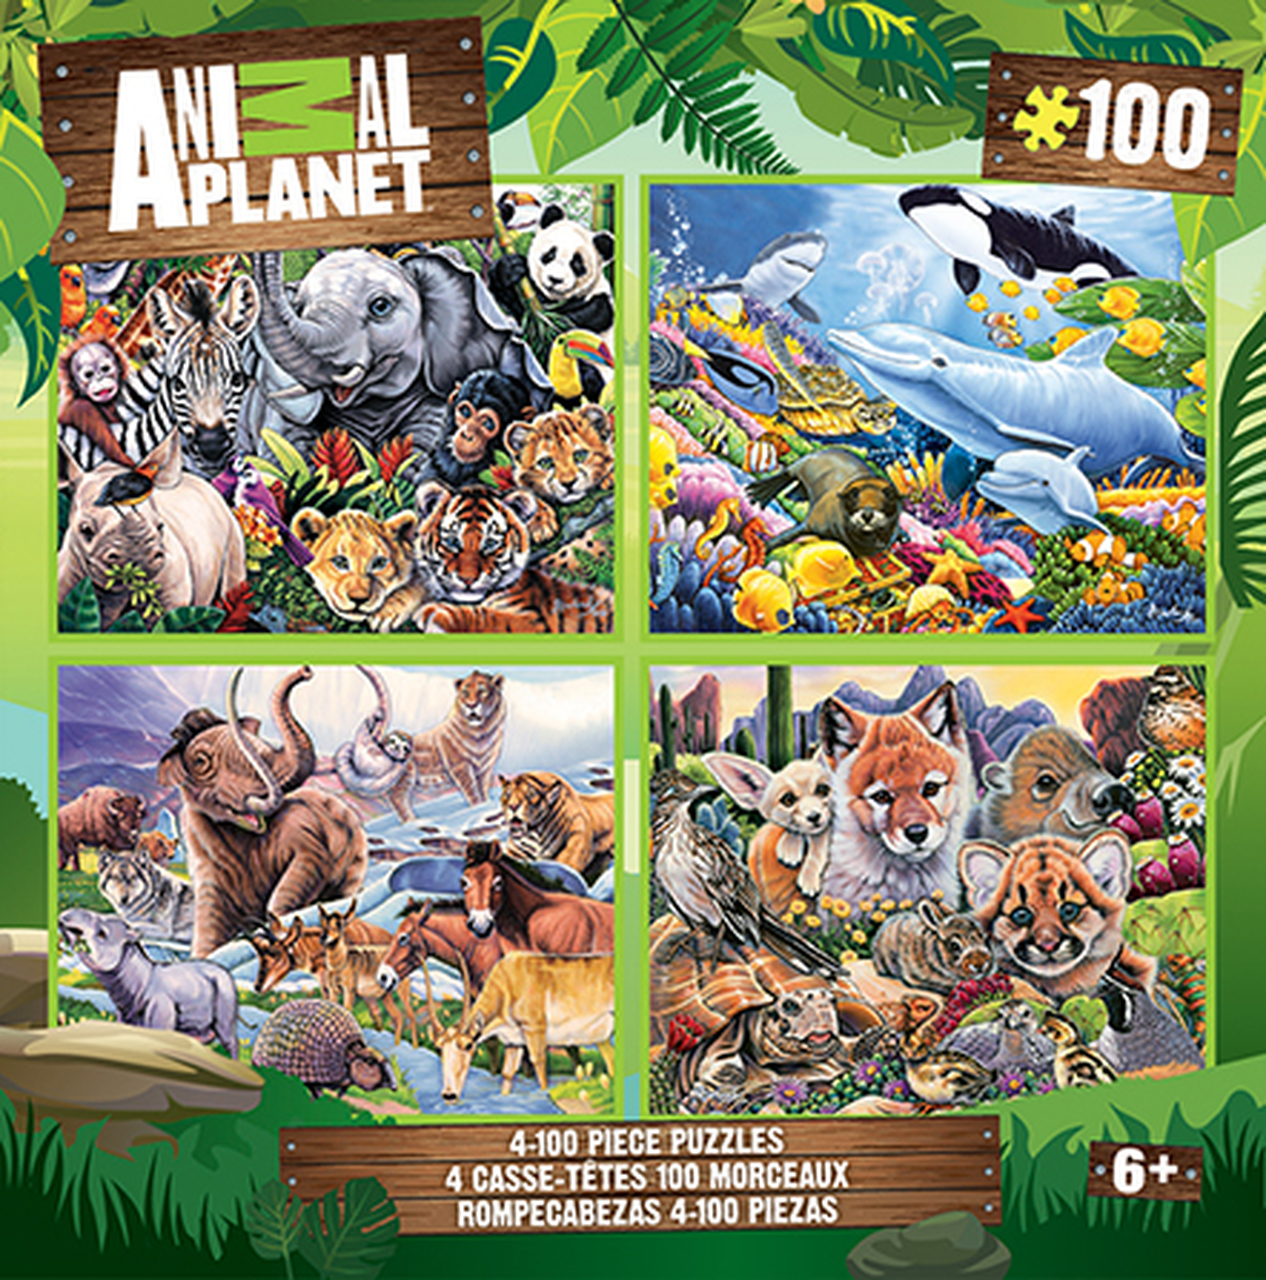 ANIMAL
PLANET
100
4-100 PIECE PUZZLES
4 CASSE-TÊTES 100 MORCEAUX
ROMPECABEZAS 4-100 PIEZAS
6+